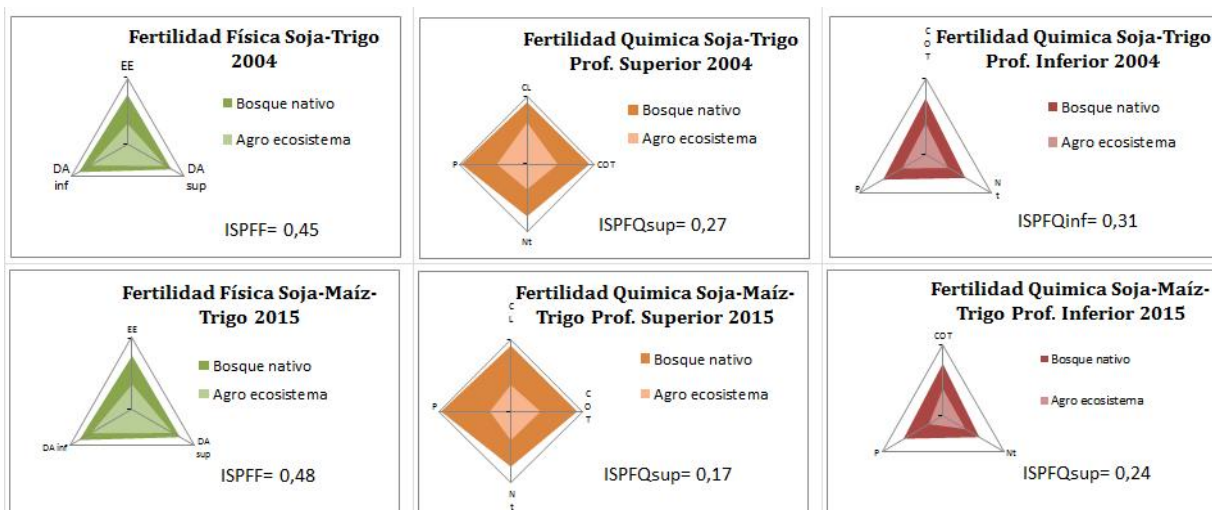 Fertilidad Física Soja-Trigo
2004
EE
Bosque nativo
Agro ecosistema
DA
inf
DA
sup
ISPFF= 0,45
Fertilidad Quimica Soja-Trigo
Prof. Superior 2004
CL
Bosque nativo
Agro ecosistema
P
COT
Nt
ISPFQsup= 0,27
Fertilidad Quimica Soja-Trigo
Prof. Inferior 2004
C
O
T
Bosque nativo
Agro ecosistema
P
N
t
ISPFQinf= 0,31
Fertilidad Física Soja-Maíz-
Trigo 2015
EE
Bosque nativo
Agro ecosistema
DA inf
DA
sup
ISPFF= 0,48
Fertilidad Quimica Soja-Maíz-
Trigo Prof. Superior 2015
C
L
Bosque nativo
Agro ecosistema
P
C
O
T
N
t
ISPFQsup= 0,17
Fertilidad Quimica Soja-Maíz-
Trigo Prof. Inferior 2015
COT
Bosque nativo
Agro ecosistema
P
Nt
ISPFQsup= 0,24